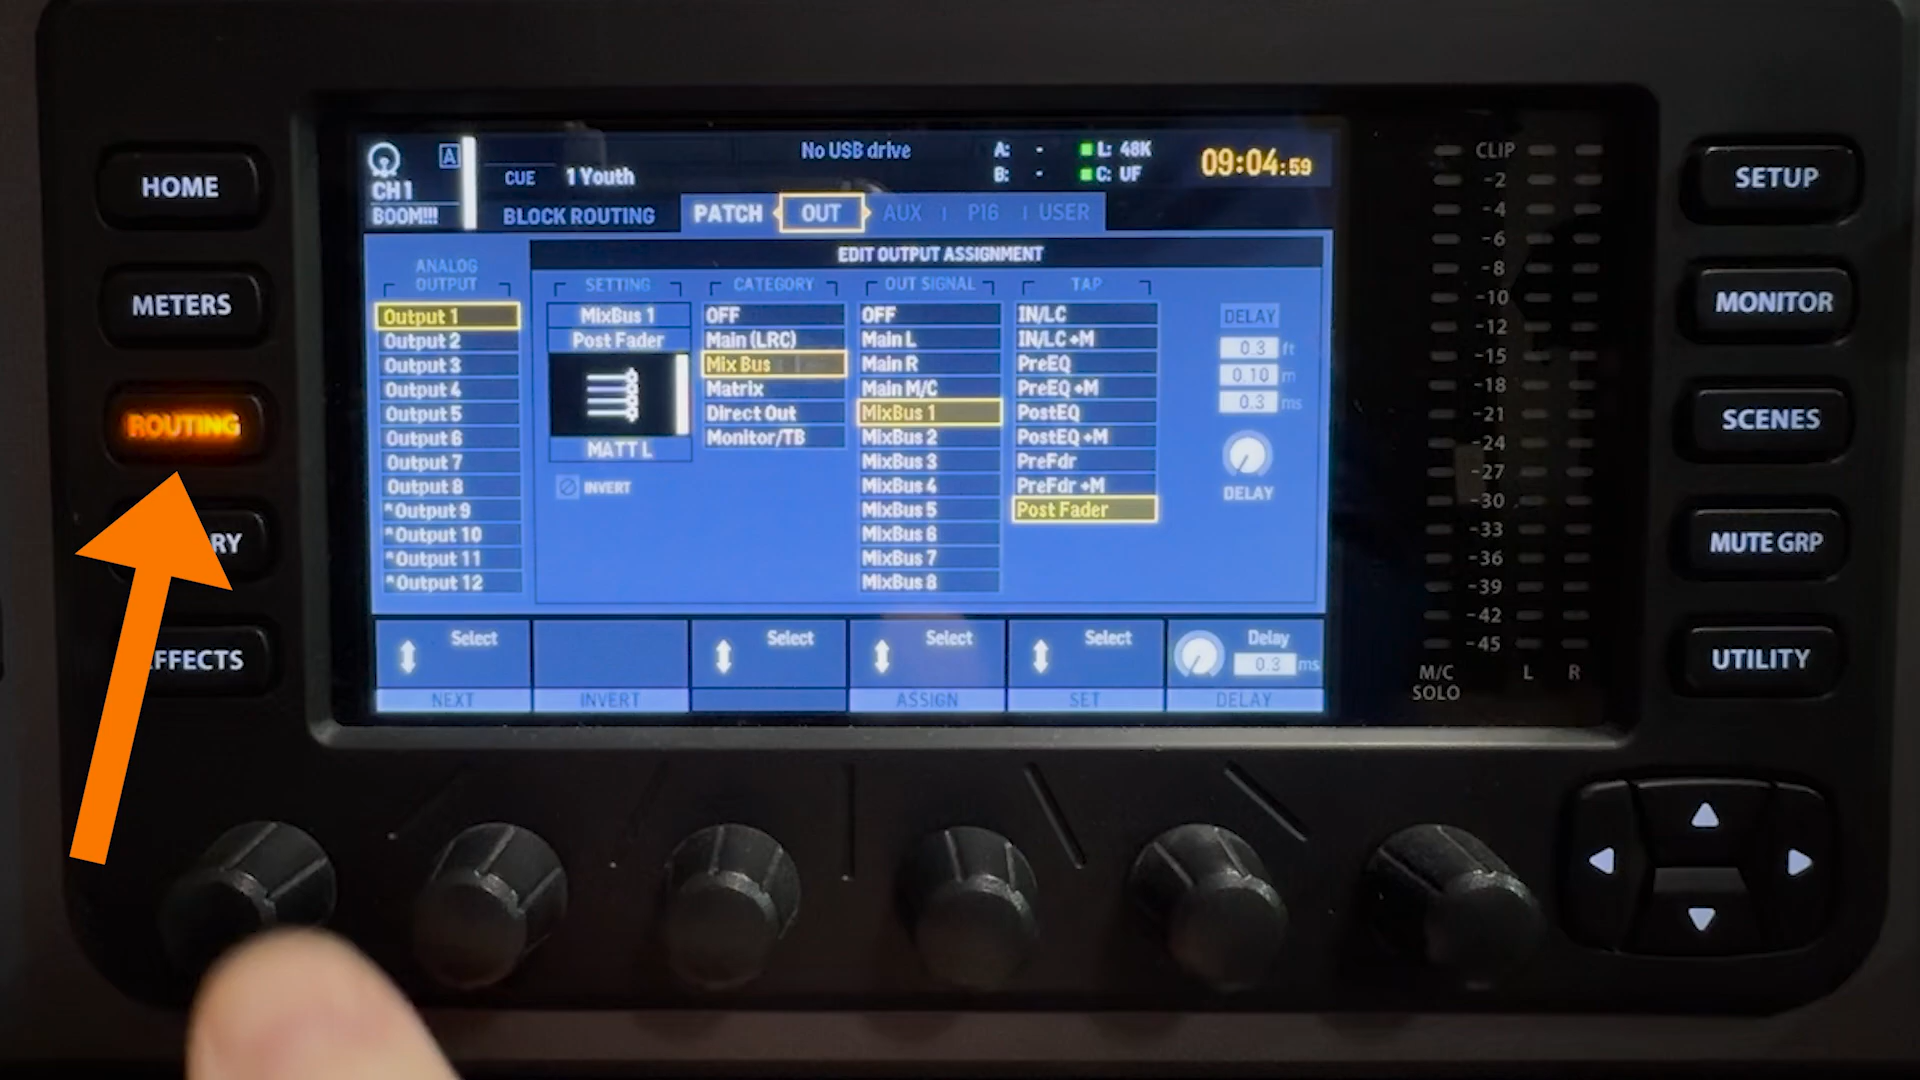 HOME
METERS
ROUTING
RY
EFFECTS
CH1
BOOM!!!
A
CUE 1 Youth
No USB drive
A: -
B: -
L: 48K
C: UF
09:04:59
BLOCK ROUTING PATCH OUT AUX P16 USER
EDIT OUTPUT ASSIGNMENT
ANALOG
OUTPUT
Output 1
Output 2
Output 3
Output 4
Output 5
Output 6
Output 7
Output 8
*Output 9
*Output 10
*Output 11
*Output 12
SETTING
MixBus 1
Post Fader
MATT L
INVERT
CATEGORY
OFF
Main (LRC)
Mix Bus
Matrix
Direct Out
Monitor/TB
OUT SIGNAL
OFF
Main L
Main R
Main M/C
MixBus 1
MixBus 2
MixBus 3
MixBus 4
MixBus 5
MixBus 6
MixBus 7
MixBus 8
TAP
IN/LC
IN/LC +M
PreEQ
PreEQ +M
PostEQ
PostEQ +M
PreFdr
PreFdr +M
Post Fader
DELAY
0.3 ft
0.10 m
0.3 ms
DELAY
Select
NEXT
INVERT
Select
Select
ASSIGN
Select
SET
Delay
0.3 ms
DELAY
CLIP
-2
-4
-6
-8
-10
-12
-15
-18
-21
-24
-27
-30
-33
-36
-39
-42
-45
M/C
SOLO
L R
SETUP
MONITOR
SCENES
MUTE GRP
UTILITY